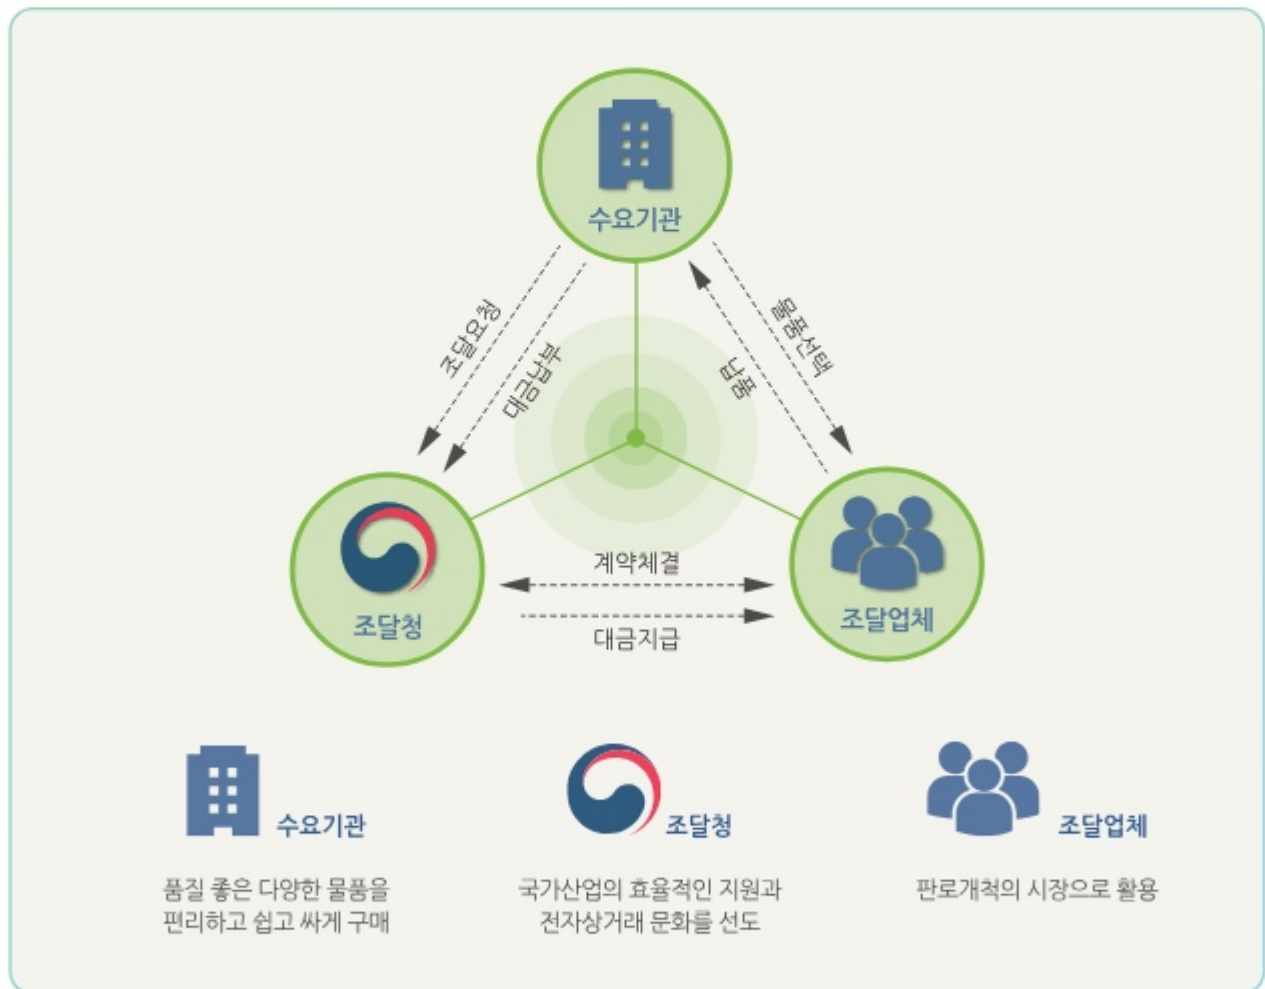 수요기관
조달요청
대금납부
물품선택
납품
조달청
계약체결
대금지급
조달업체
수요기관
조달청
조달업체
품질 좋은 다양한 물품을
편리하고 쉽고 싸게 구매
국가산업의 효율적인 지원과
전자상거래 문화를 선도
판로개척의 시장으로 활용